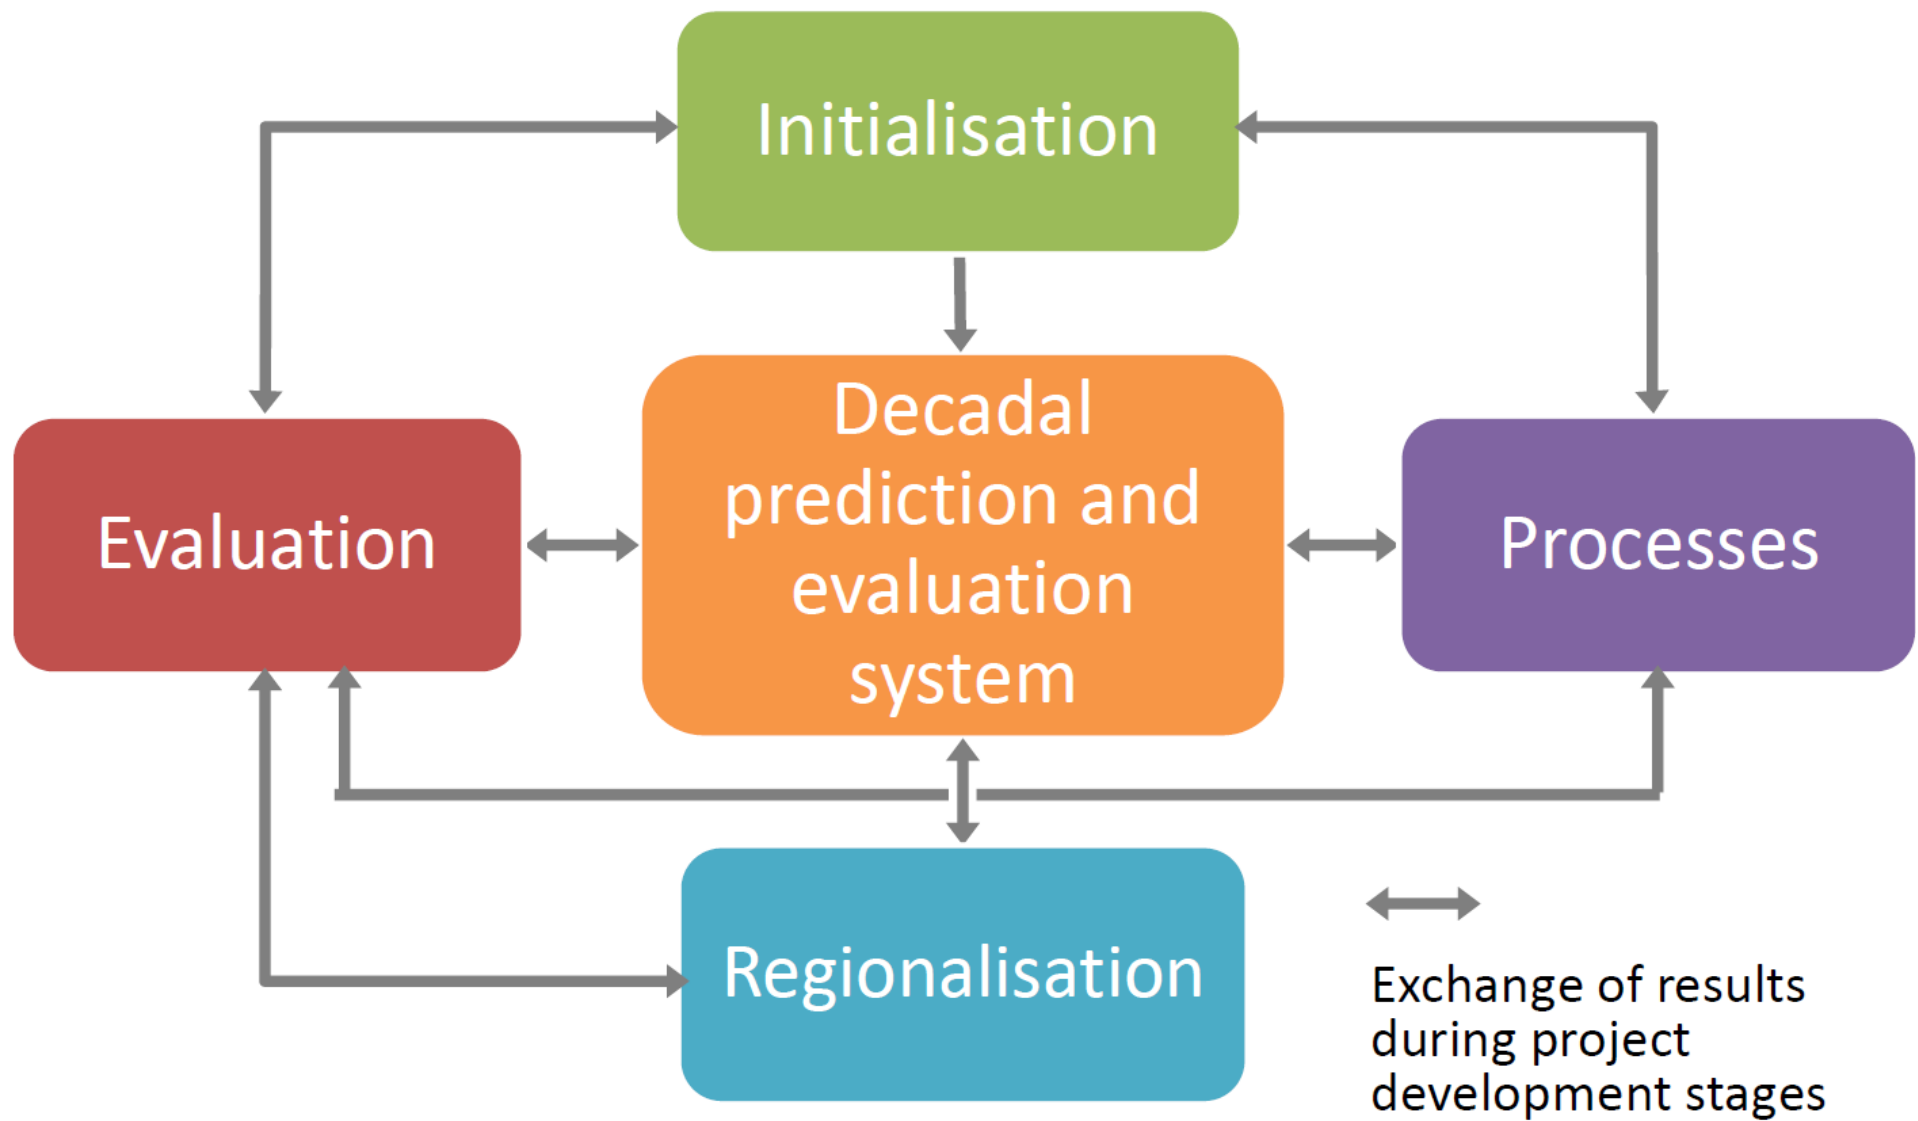 Initialisation
Decadal
prediction and
evaluation
system
Evaluation
Processes
Regionalisation
Exchange of results
during project
development stages